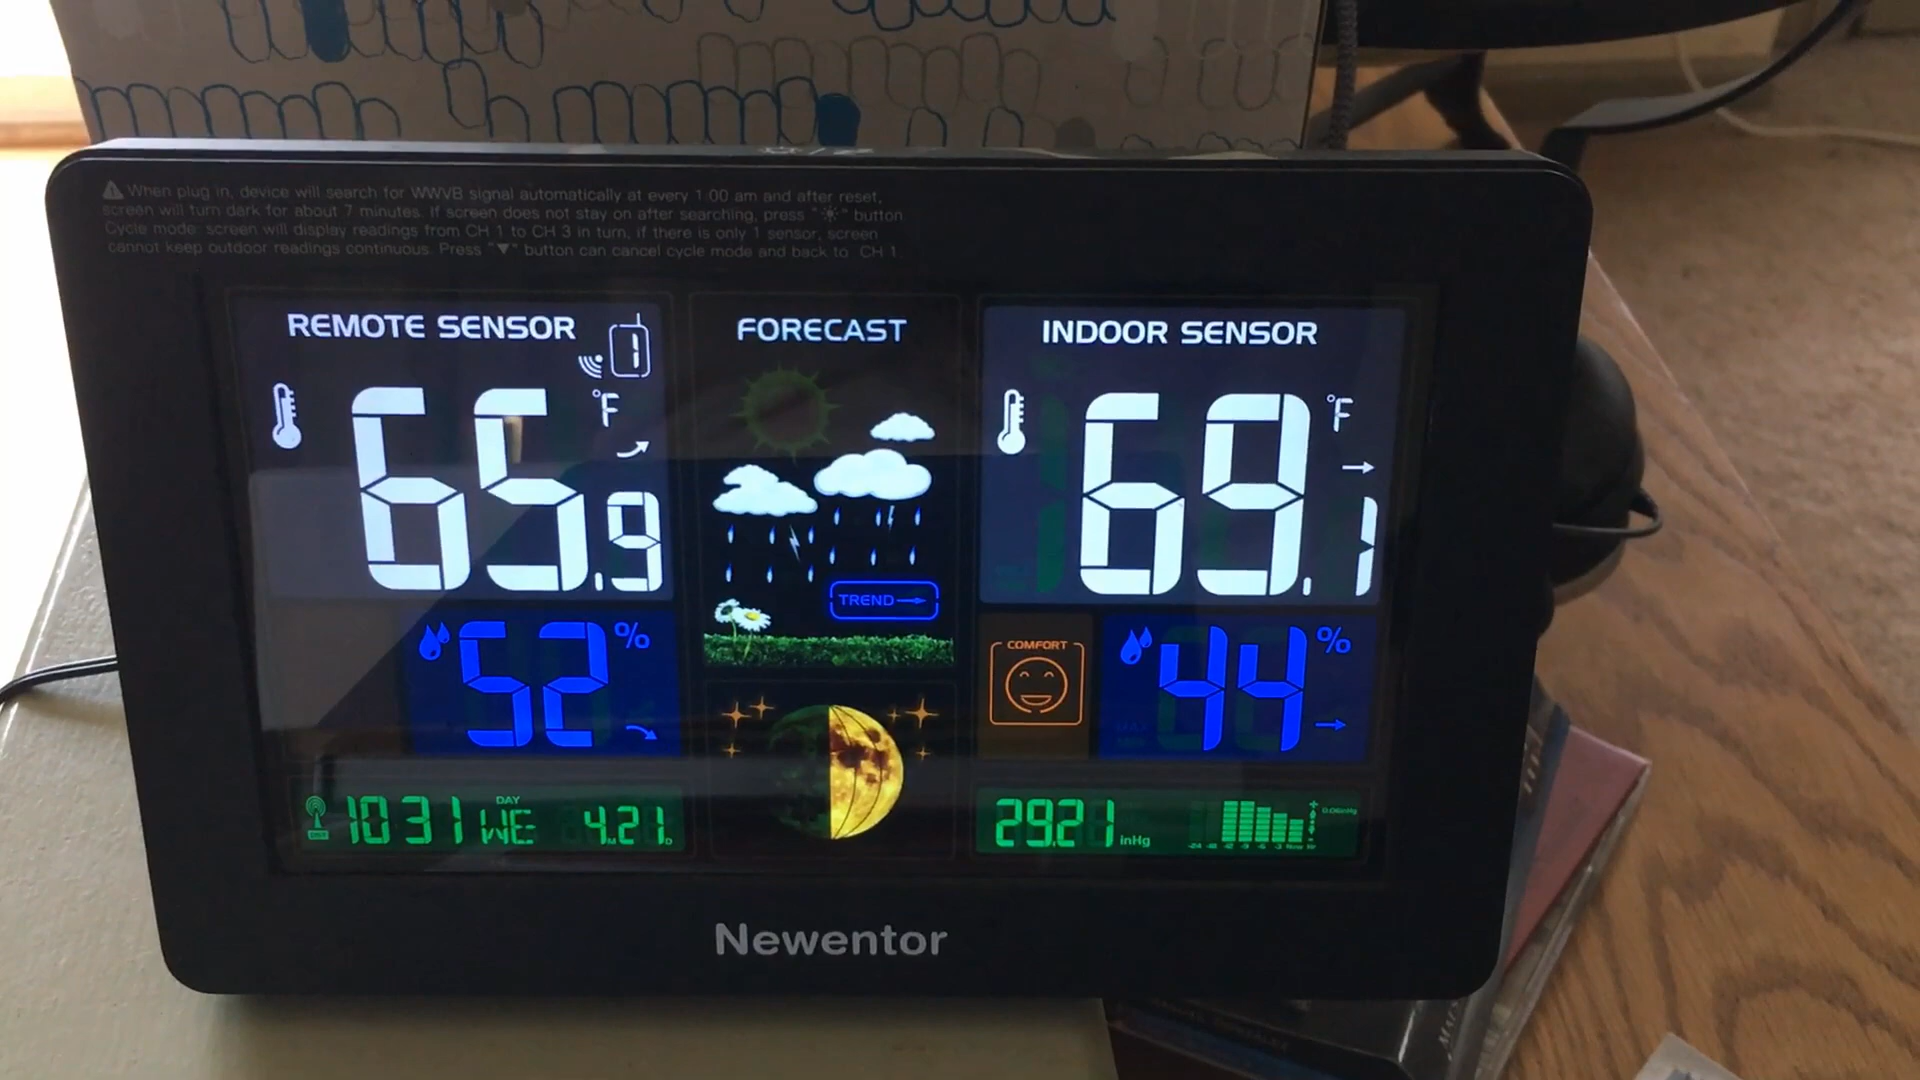 When plug in, device will search for WWVB signal automatically at every 1:00 am and after reset,
screen will turn dark for about 7 minutes. If screen does not stay on after searching, press "☀" button.
Cycle mode: screen will display readings from CH 1 to CH 3 in turn, if there is only 1 sensor, screen
cannot keep outdoor readings continuous. Press "▼" button can cancel cycle mode and back to CH 1.
REMOTE SENSOR
1
65.9 °F
52 %
DAY
10 31 WE 4M 21D
DST
FORECAST
TREND
INDOOR SENSOR
69.1 °F
COMFORT
44 %
29.21 inHg
Newentor